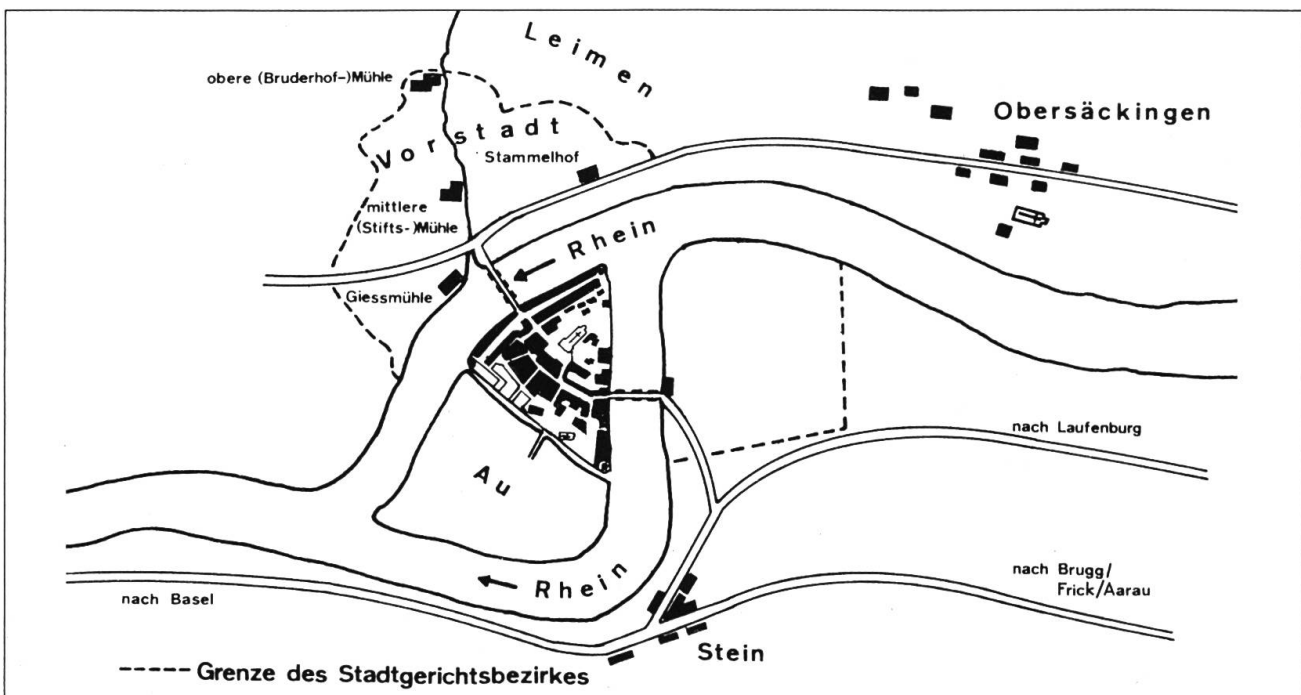 Leimen
obere (Bruderhof-)Mühle
Obersäckingen
Vorstadt
Stammelhof
mittlere
(Stifts-)Mühle
Rhein
Giessmühle
nach Laufenburg
Au
Rhein
nach Brugg/
Frick/Aarau
nach Basel
Stein
Grenze des Stadtgerichtsbezirkes